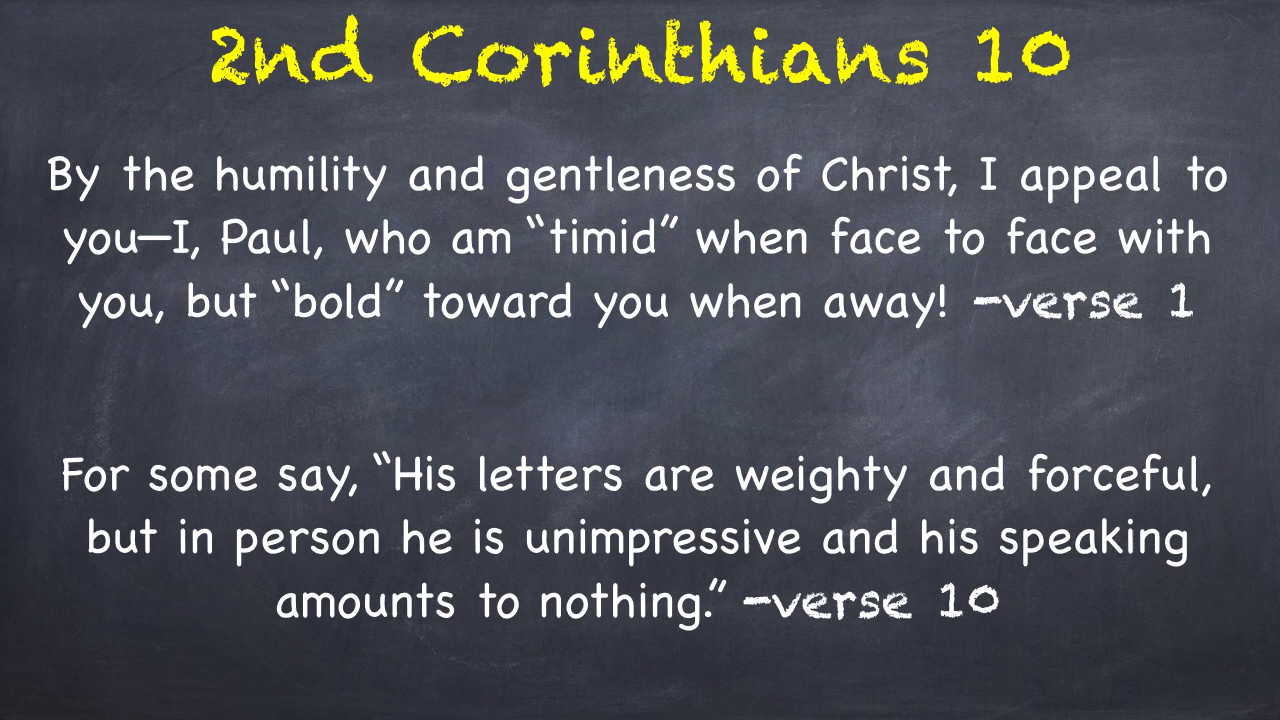 2nd Corinthians 10
By the humility and gentleness of Christ, I appeal to
you—I, Paul, who am “timid” when face to face with
you, but “bold” toward you when away! -verse 1
For some say, “His letters are weighty and forceful,
but in person he is unimpressive and his speaking
amounts to nothing.” -verse 10